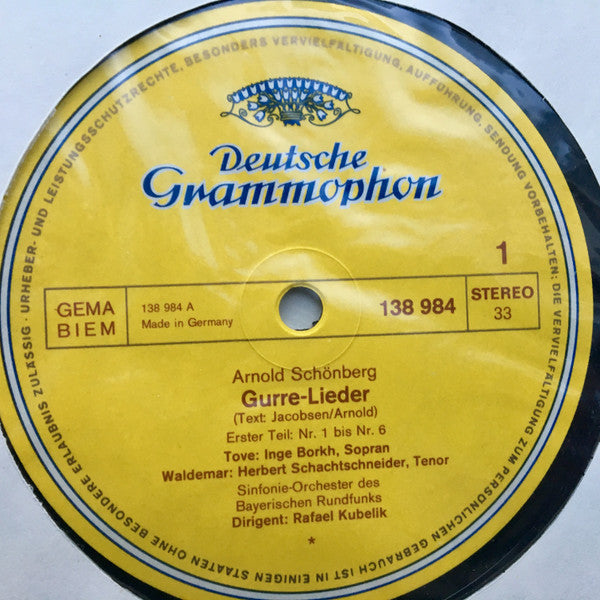 Deutsche
Grammophon
1
GEMA
BIEM
138 984 A
Made in Germany
138 984
STEREO
33
Arnold Schönberg
Gurre-Lieder
(Text: Jacobsen/Arnold)
Erster Teil: Nr. 1 bis Nr. 6
Tove: Inge Borkh, Sopran
Waldemar: Herbert Schachtschneider, Tenor
Sinfonie-Orchester des
Bayerischen Rundfunks
Dirigent: Rafael Kubelik
*
URHEBER- UND LEISTUNGSSCHUTZRECHTE, BESONDERS VERVIELFÄLTIGUNG, AUFFÜHRUNG, SENDUNG VORBEHALTEN; DIE VERVIELFÄLTIGUNG ZUM PERSÖNLICHEN GEBRAUCH IST IN EINIGEN STAATEN OHNE BESONDERE ERLAUBNIS ZULÄSSIG ·